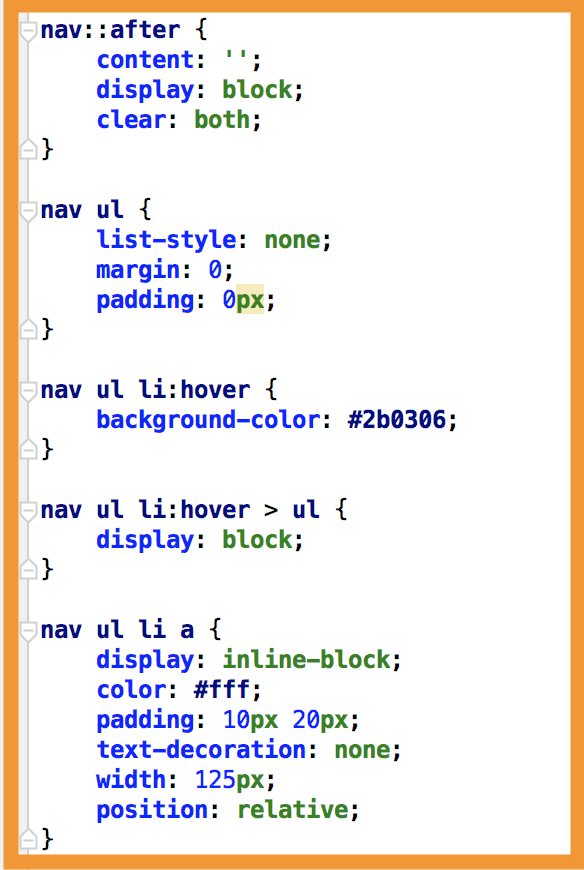 nav::after {
    content: '';
    display: block;
    clear: both;
}

nav ul {
    list-style: none;
    margin: 0;
    padding: 0px;
}

nav ul li:hover {
    background-color: #2b0306;
}

nav ul li:hover > ul {
    display: block;
}

nav ul li a {
    display: inline-block;
    color: #fff;
    padding: 10px 20px;
    text-decoration: none;
    width: 125px;
    position: relative;
}